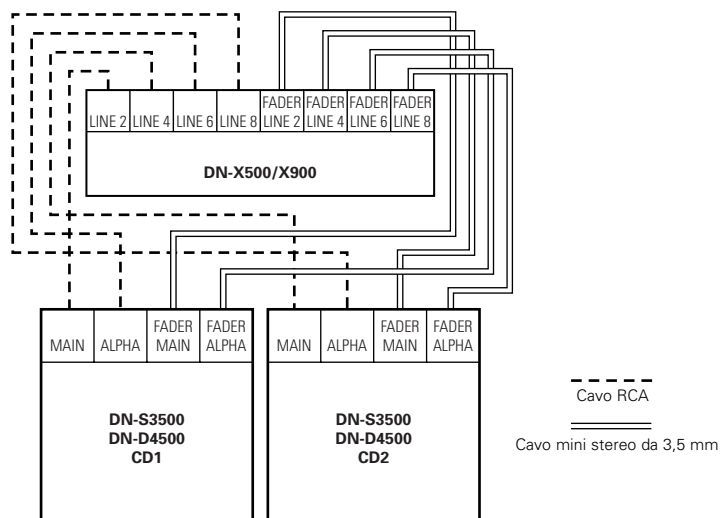 FADER FADER FADER FADER
LINE 2 LINE 4 LINE 6 LINE 8 LINE 2 LINE 4 LINE 6 LINE 8
DN-X500/X900
MAIN ALPHA FADER MAIN FADER ALPHA
MAIN ALPHA FADER MAIN FADER ALPHA
DN-S3500
DN-D4500
CD1
DN-S3500
DN-D4500
CD2
Cavo RCA
Cavo mini stereo da 3,5 mm